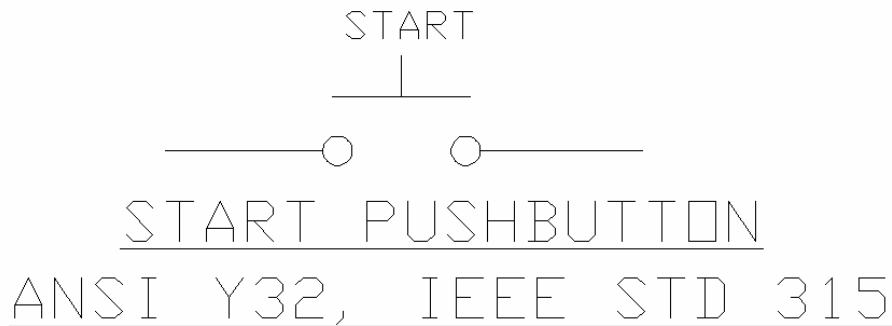 START
START PUSHBUTTON
ANSI Y32, IEEE STD 315